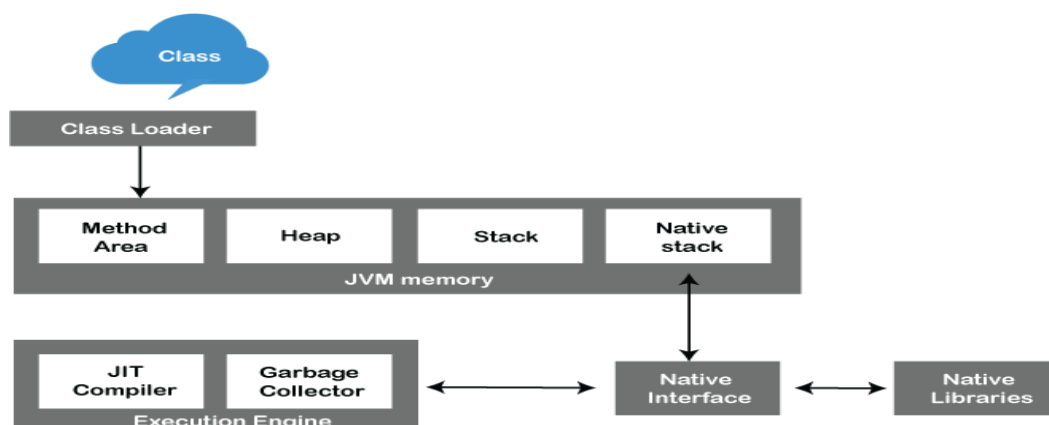 Class
Class Loader
Method
Area
Heap
Stack
Native
stack
JVM memory
JIT
Compiler
Garbage
Collector
Execution Engine
Native
Interface
Native
Libraries